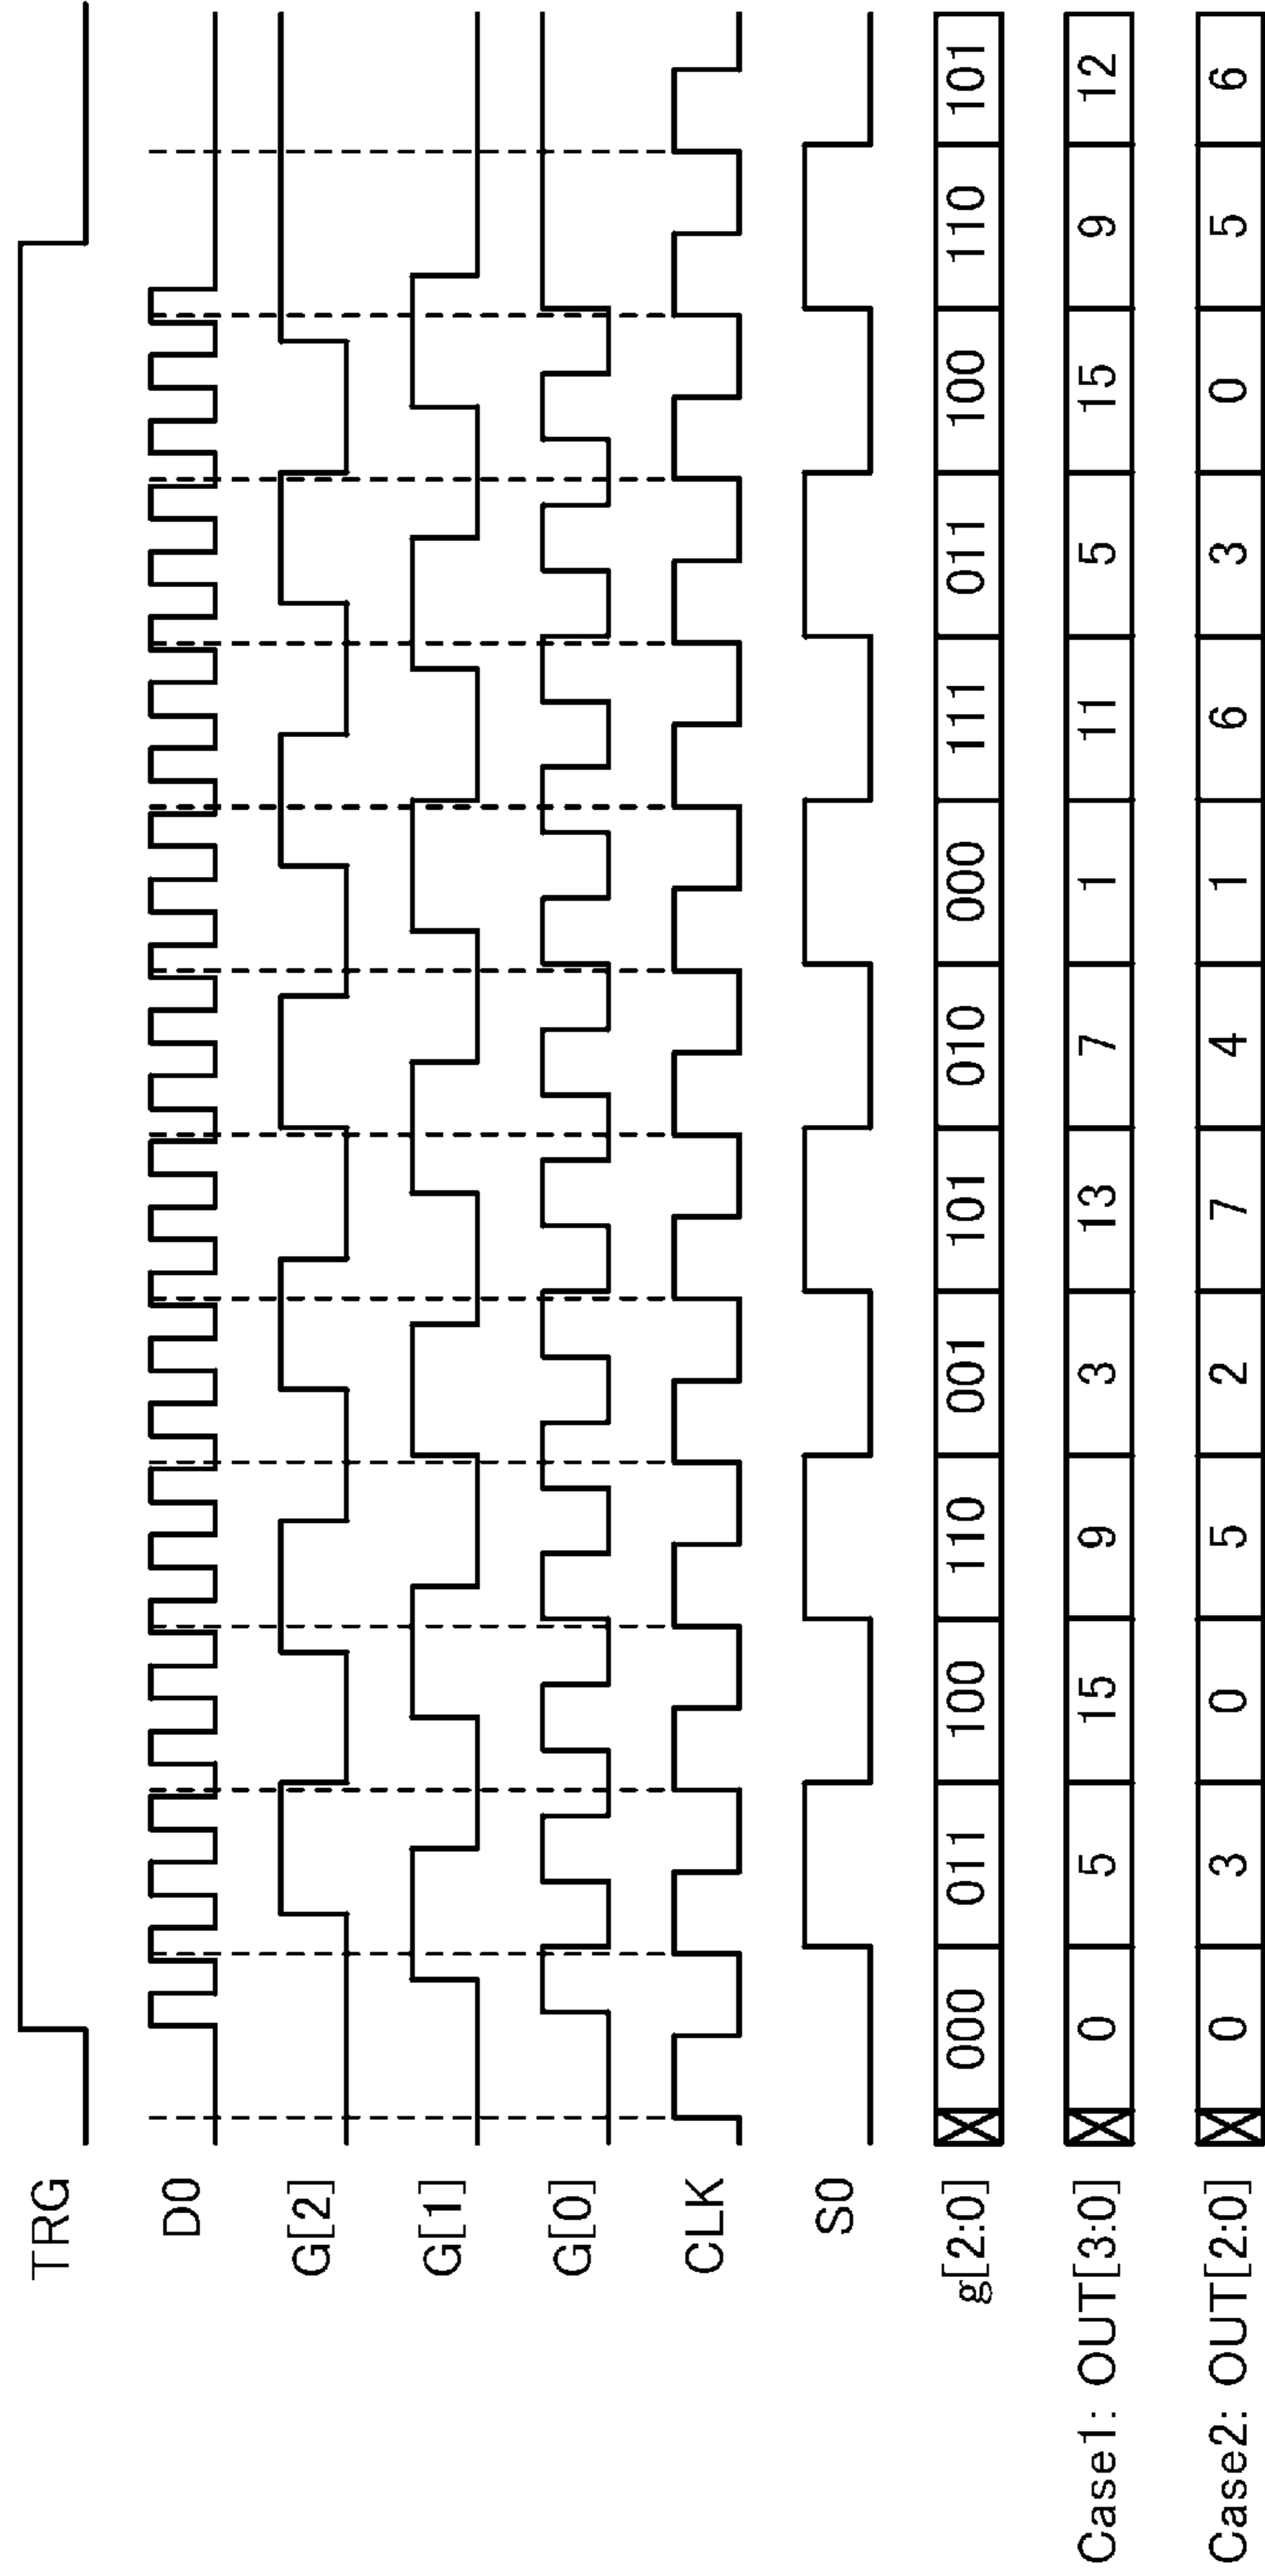 TRG
D0
G[2]
G[1]
G[0]
CLK
S0
g[2:0] 000 011 100 110 001 101 010 000 111 011 100 110 101
Case1: OUT[3:0] 0 5 15 9 3 13 7 1 11 5 15 9 12
Case2: OUT[2:0] 0 3 0 5 2 7 4 1 6 3 0 5 6